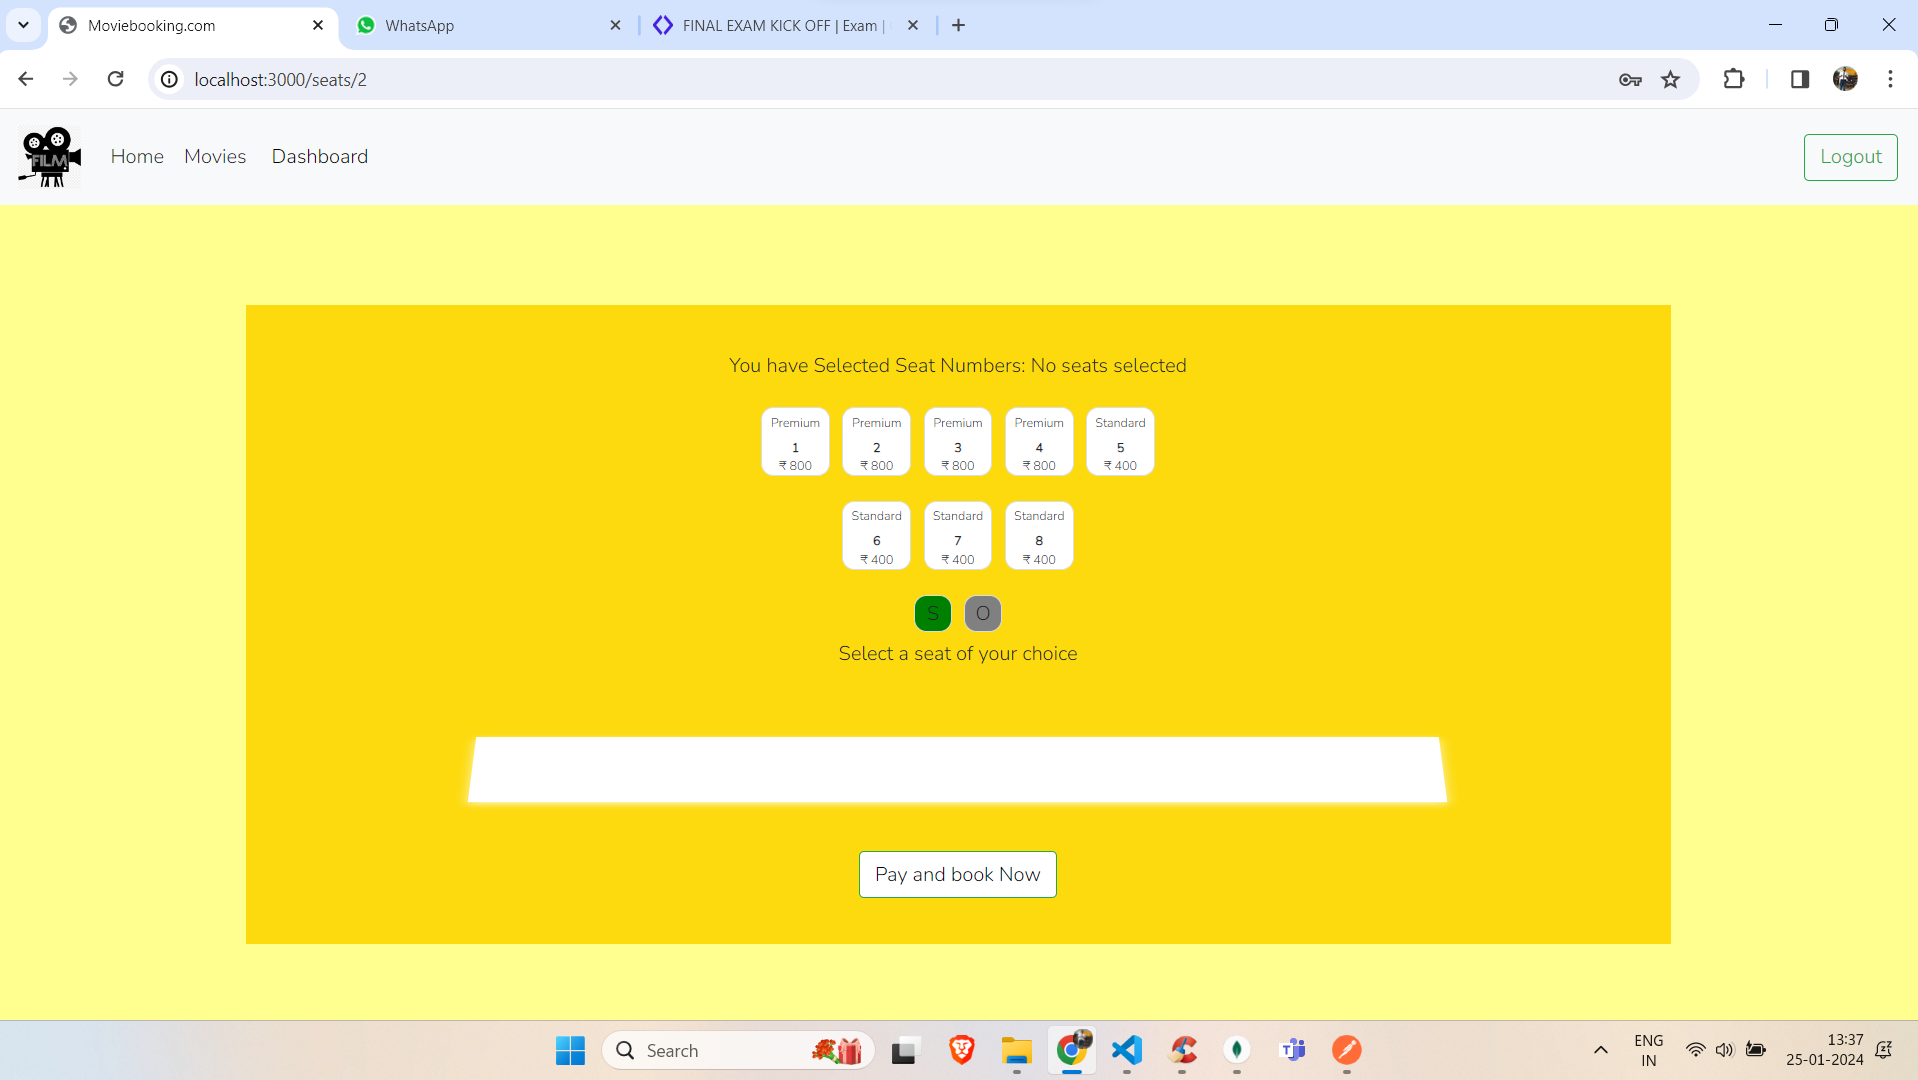 Moviebooking.com
WhatsApp
FINAL EXAM KICK OFF | Exam |
localhost:3000/seats/2
FILM
Home Movies Dashboard
Logout
You have Selected Seat Numbers: No seats selected
Premium Premium Premium Premium Standard
1 2 3 4 5
₹ 800 ₹ 800 ₹ 800 ₹ 800 ₹ 400
Standard Standard Standard
6 7 8
₹ 400 ₹ 400 ₹ 400
S O
Select a seat of your choice
Pay and book Now
Search
ENG
IN
13:37
25-01-2024